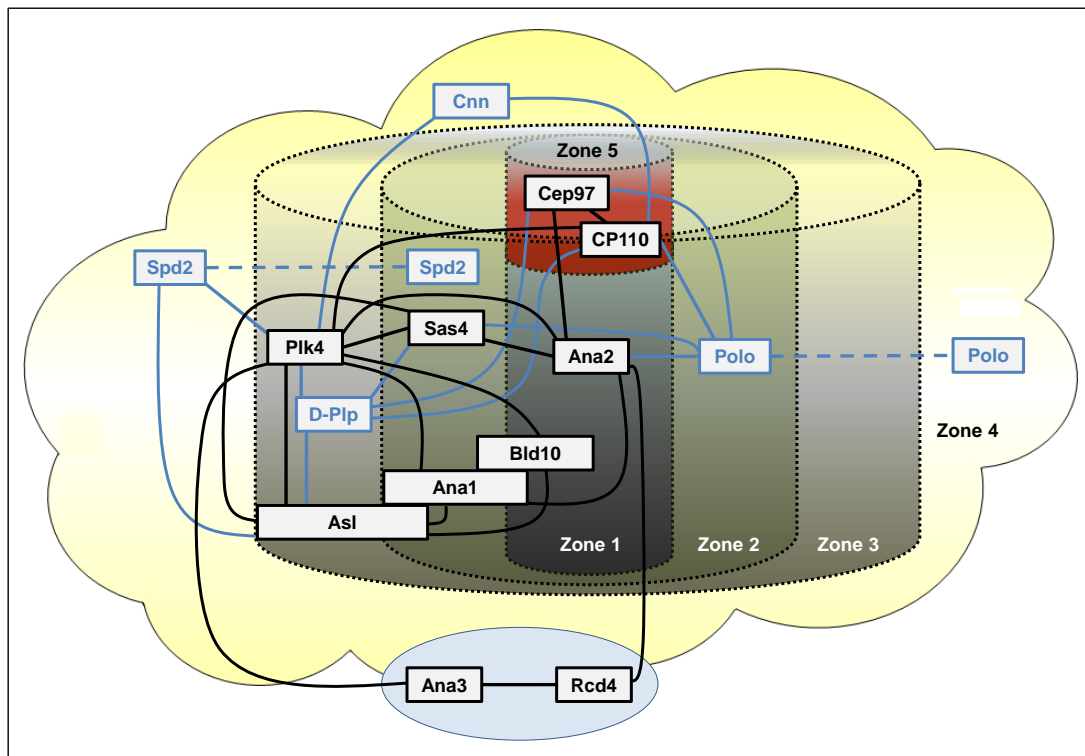 Cnn
Zone 5
Cep97
CP110
Spd2
Spd2
Sas4
Plk4
Ana2
Polo
Polo
D-Plp
Zone 4
Bld10
Ana1
Asl
Zone 1
Zone 2
Zone 3
Ana3
Rcd4